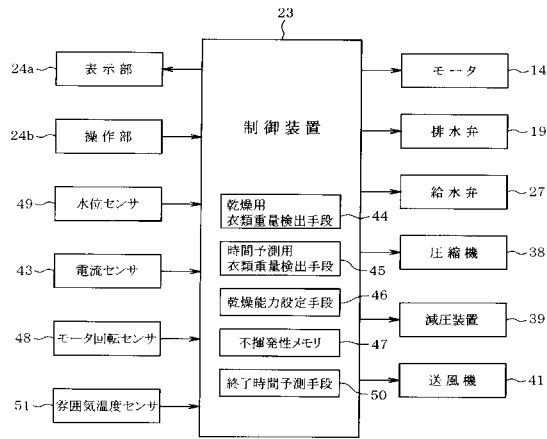 23
24a 表示部
24b 操作部
49 水位センサ
43 電流センサ
48 モータ回転センサ
51 雰囲気温度センサ
制御装置
乾燥用
衣類重量検出手段
44
時間予測用
衣類重量検出手段
45
乾燥能力設定手段
46
不揮発性メモリ
47
終了時間予測手段
50
モータ 14
排水弁 19
給水弁 27
圧縮機 38
減圧装置 39
送風機 41